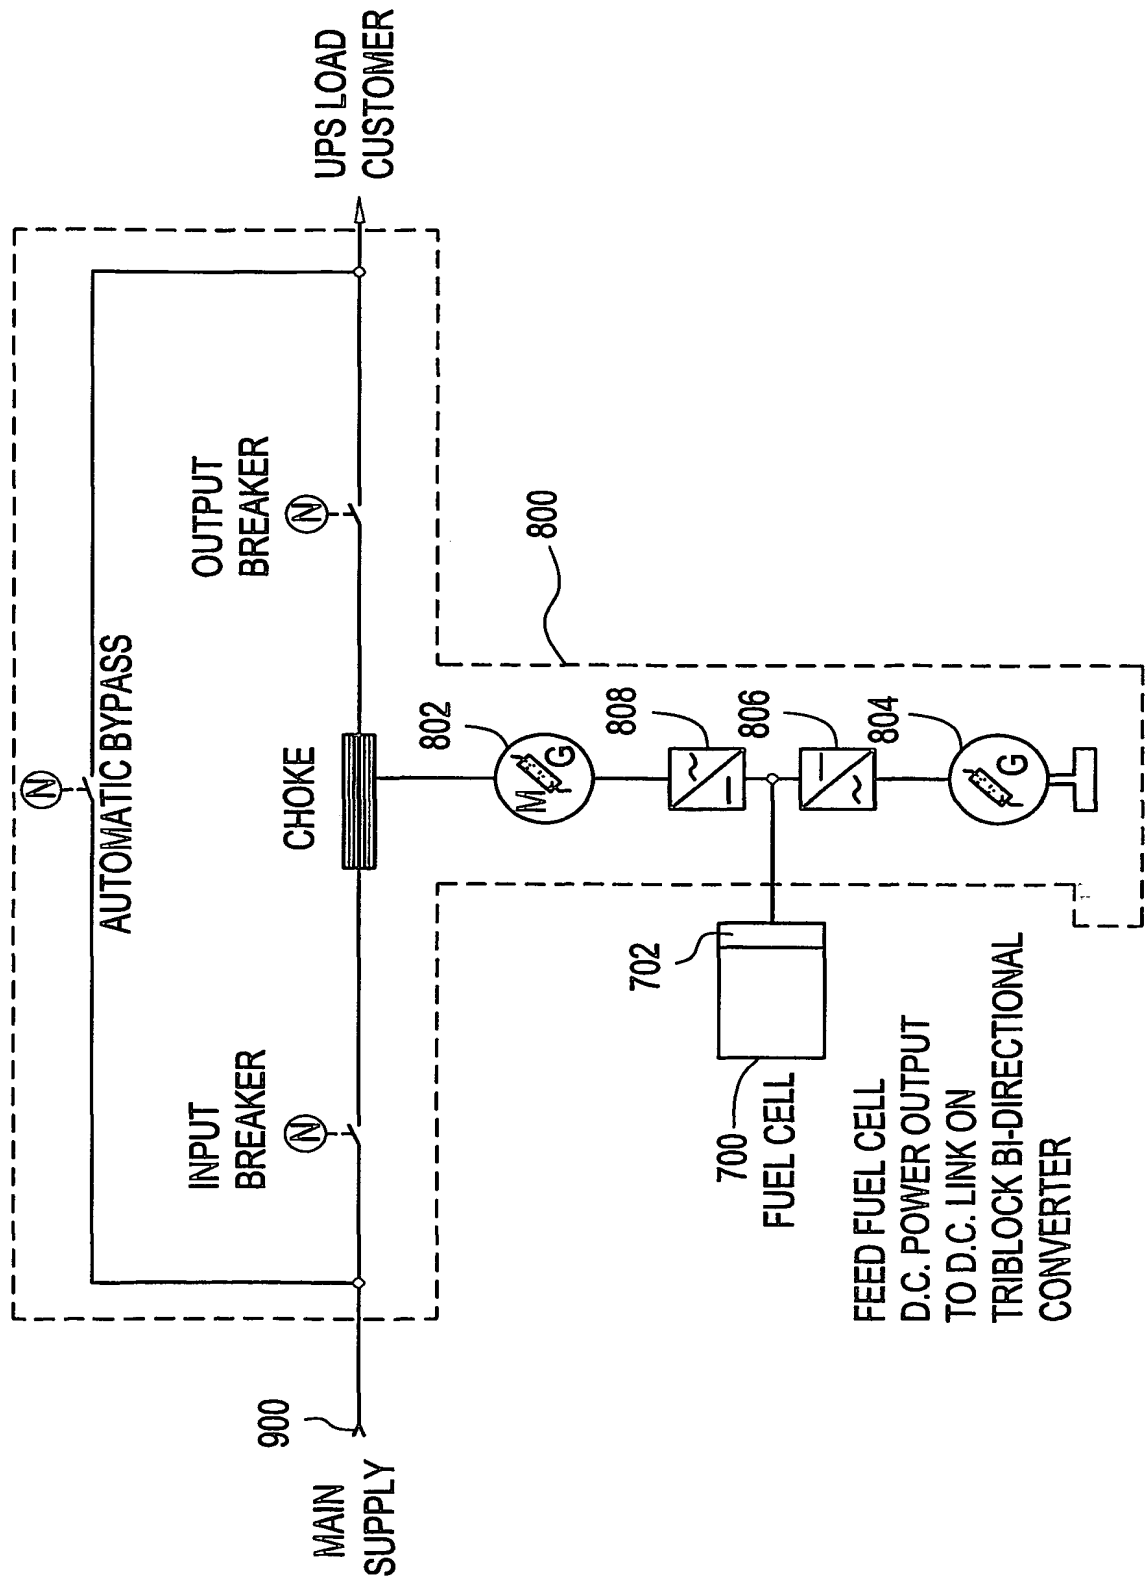 AUTOMATIC BYPASS
N
INPUT
BREAKER
N
OUTPUT
BREAKER
N
CHOKE
MAIN
SUPPLY
900
UPS LOAD
CUSTOMER
800
802
M
G
808
806
804
G
702
700
FUEL CELL
FEED FUEL CELL
D.C. POWER OUTPUT
TO D.C. LINK ON
TRIBLOCK BI-DIRECTIONAL
CONVERTER